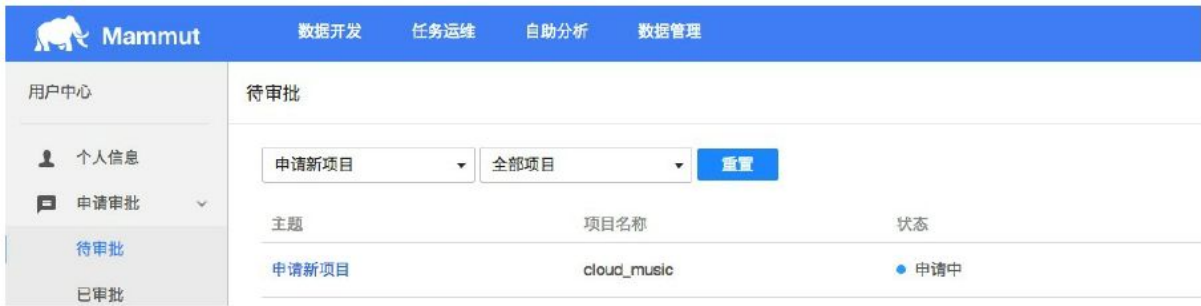 Mammut 数据开发 任务运维 自助分析 数据管理
用户中心
待审批
个人信息
申请新项目 全部项目 重置
申请审批
主题 项目名称 状态
待审批
申请新项目 cloud_music 申请中
已审批